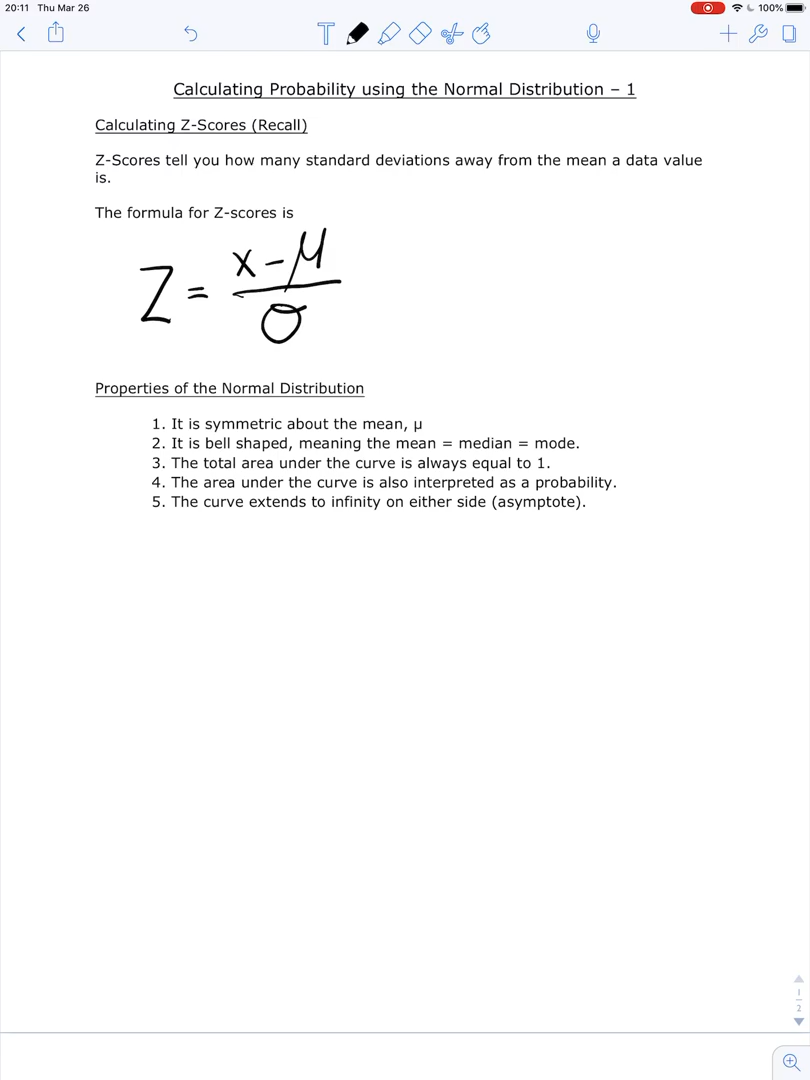 20:11 Thu Mar 26
100%
T
Calculating Probability using the Normal Distribution – 1
Calculating Z-Scores (Recall)
Z-Scores tell you how many standard deviations away from the mean a data value
is.
The formula for Z-scores is
Z = (x-μ)/σ
Properties of the Normal Distribution
1. It is symmetric about the mean, μ
2. It is bell shaped, meaning the mean = median = mode.
3. The total area under the curve is always equal to 1.
4. The area under the curve is also interpreted as a probability.
5. The curve extends to infinity on either side (asymptote).
1
2